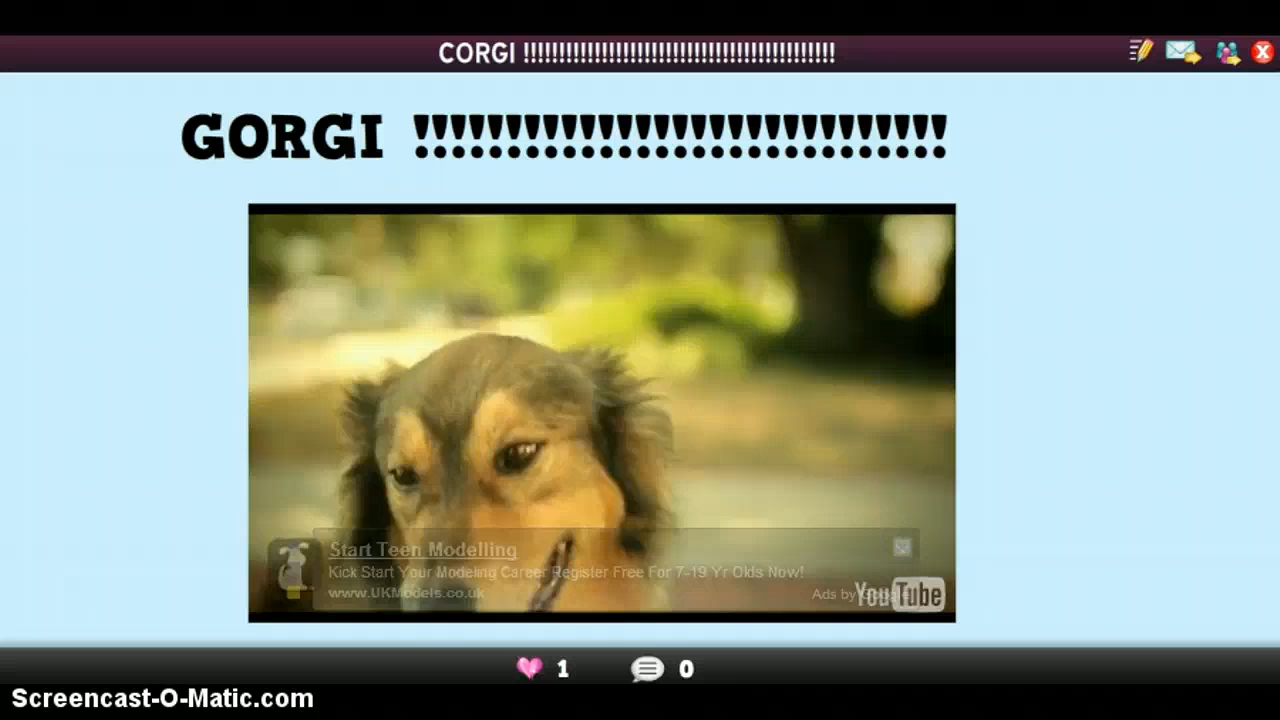 CORGI !!!!!!!!!!!!!!!!!!!!!!!!!!!!!!!!!!!!!!!!!!!
GORGI !!!!!!!!!!!!!!!!!!!!!!!!!!!!!
Start Teen Modelling
Kick Start Your Modeling Career Register Free For 7-19 Yr Olds Now!
www.UKModels.co.uk
Ads by Google
YouTube
1 0
Screencast-O-Matic.com